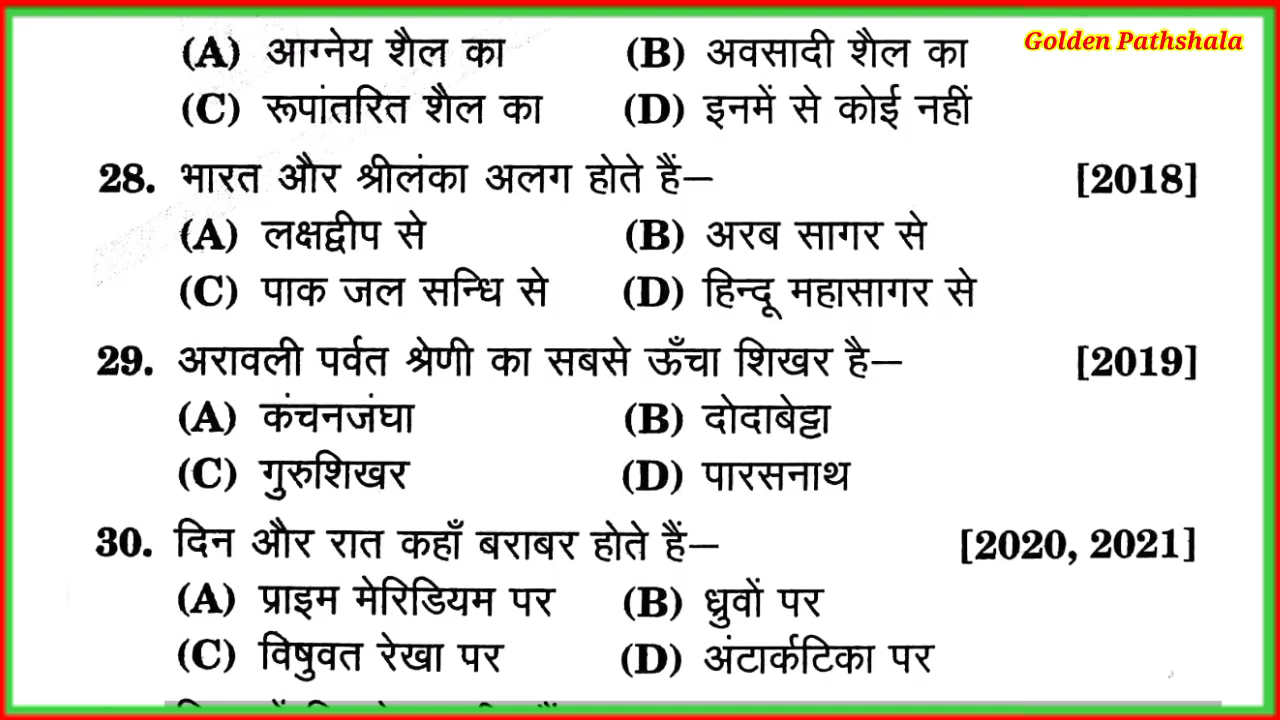 Golden Pathshala
(A) आग्नेय शैल का (B) अवसादी शैल का
(C) रूपांतरित शैल का (D) इनमें से कोई नहीं
28. भारत और श्रीलंका अलग होते हैं— [2018]
(A) लक्षद्वीप से (B) अरब सागर से
(C) पाक जल सन्धि से (D) हिन्दू महासागर से
29. अरावली पर्वत श्रेणी का सबसे ऊँचा शिखर है— [2019]
(A) कंचनजंघा (B) दोदाबेट्टा
(C) गुरुशिखर (D) पारसनाथ
30. दिन और रात कहाँ बराबर होते हैं— [2020, 2021]
(A) प्राइम मेरिडियम पर (B) ध्रुवों पर
(C) विषुवत रेखा पर (D) अंटार्कटिका पर